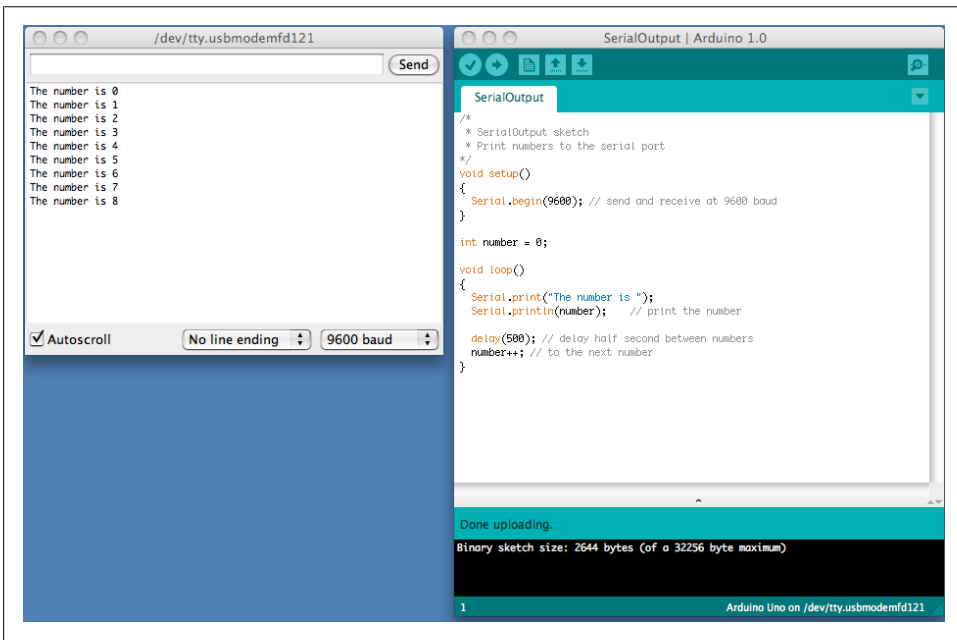 /dev/tty.usbmodemfd121
Send
The number is 0
The number is 1
The number is 2
The number is 3
The number is 4
The number is 5
The number is 6
The number is 7
The number is 8
Autoscroll
No line ending
9600 baud
SerialOutput | Arduino 1.0
SerialOutput
/*
 * SerialOutput sketch
 * Print numbers to the serial port
*/
void setup()
{
  Serial.begin(9600); // send and receive at 9600 baud
}
int number = 0;
void loop()
{
  Serial.print("The number is ");
  Serial.println(number);    // print the number
  delay(500); // delay half second between numbers
  number++; // to the next number
}
Done uploading.
Binary sketch size: 2644 bytes (of a 32256 byte maximum)
1
Arduino Uno on /dev/tty.usbmodemfd121